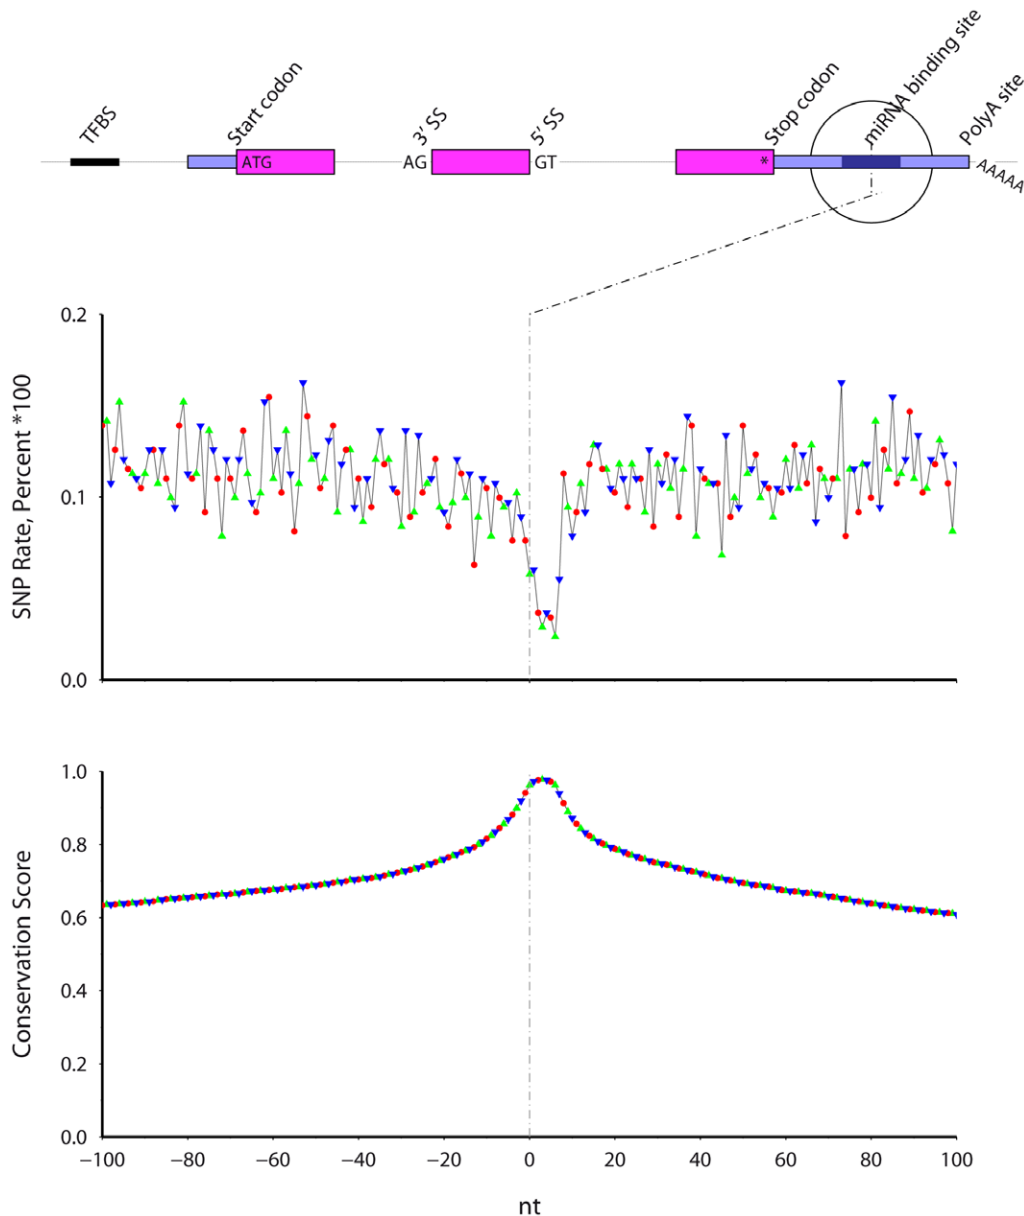 TFBS
Start codon
3' SS
5' SS
Stop codon
miRNA binding site
PolyA site
ATG
AG
GT
*
AAAAA
SNP Rate, Percent *100
0.2
0.1
0.0
Conservation Score
1.0
0.8
0.6
0.4
0.2
0.0
−100 −80 −60 −40 −20 0 20 40 60 80 100
nt